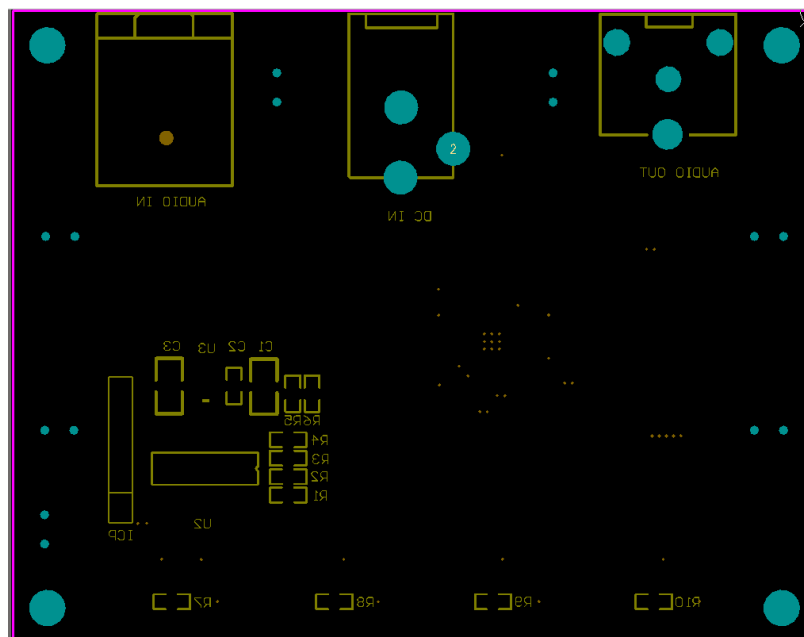 2
AUDIO OUT
AUDIO IN
DC IN
C3 U3 C2 C1
R6R5
R4
R3
R2
R1
U2
ICP
R7 R8 R9 R10